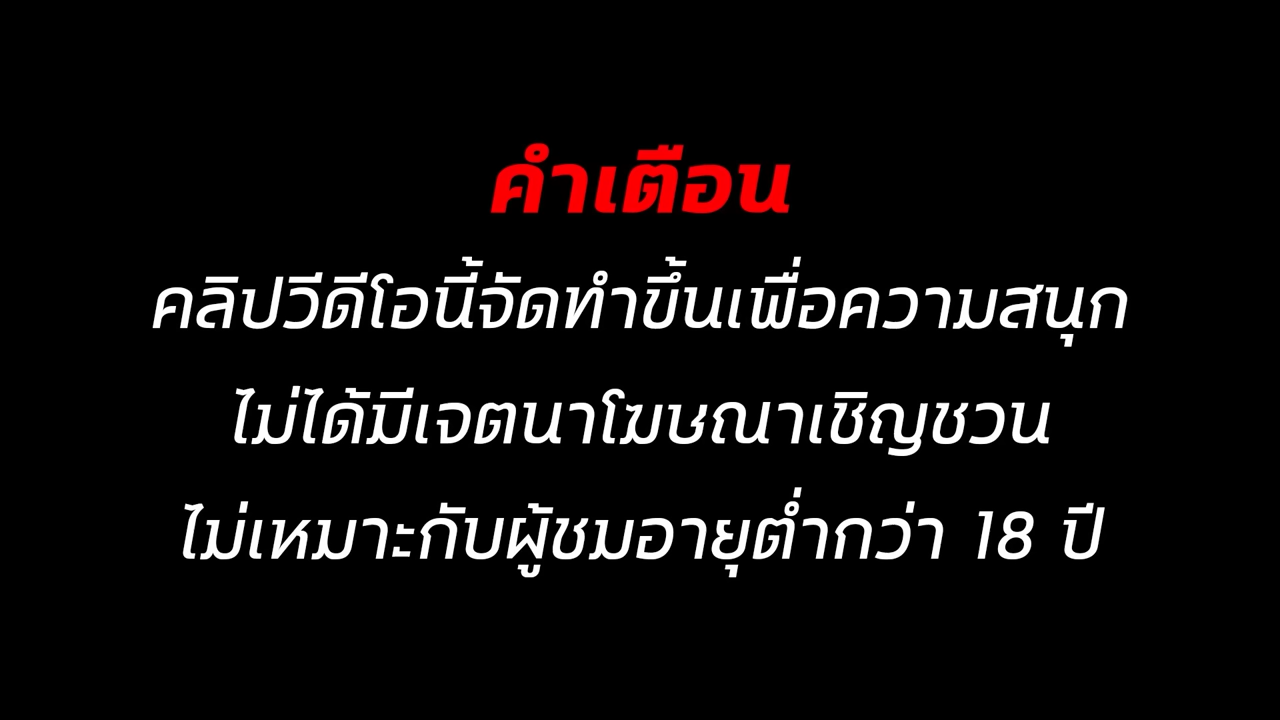 คำเตือน
คลิปวีดีโอนี้จัดทำขึ้นเพื่อความสนุก
ไม่ได้มีเจตนาโฆษณาเชิญชวน
ไม่เหมาะกับผู้ชมอายุต่ำกว่า 18 ปี